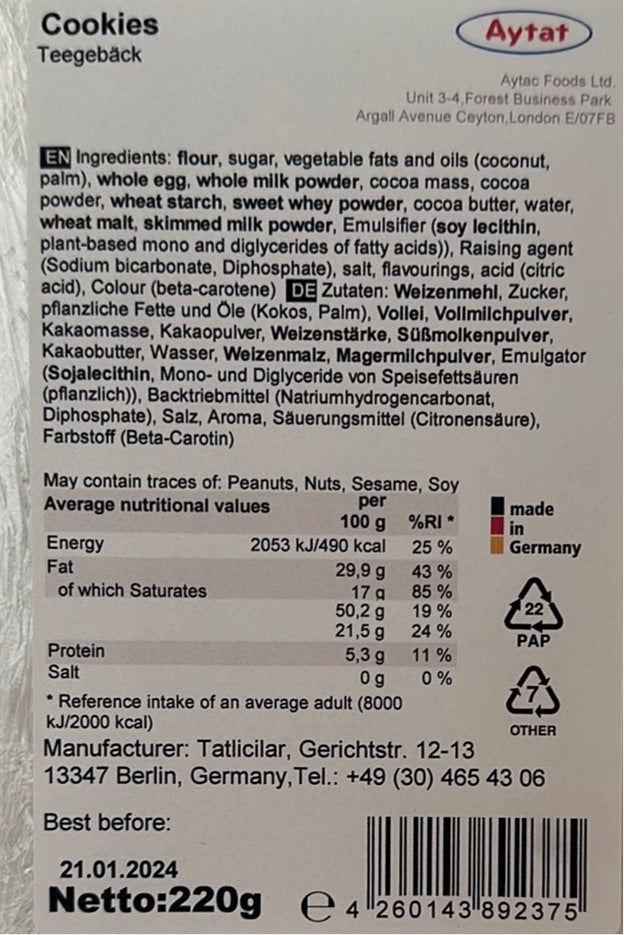 Cookies
Teegebäck
Aytat
Aytac Foods Ltd.
Unit 3-4,Forest Business Park
Argall Avenue Ceyton,London E/07FB
EN Ingredients: flour, sugar, vegetable fats and oils (coconut,
palm), whole egg, whole milk powder, cocoa mass, cocoa
powder, wheat starch, sweet whey powder, cocoa butter, water,
wheat malt, skimmed milk powder, Emulsifier (soy lecithin,
plant-based mono and diglycerides of fatty acids)), Raising agent
(Sodium bicarbonate, Diphosphate), salt, flavourings, acid (citric
acid), Colour (beta-carotene) DE Zutaten: Weizenmehl, Zucker,
pflanzliche Fette und Öle (Kokos, Palm), Vollei, Vollmilchpulver,
Kakaomasse, Kakaopulver, Weizenstärke, Süßmolkenpulver,
Kakaobutter, Wasser, Weizenmalz, Magermilchpulver, Emulgator
(Sojalecithin, Mono- und Diglyceride von Speisefettsäuren
(pflanzlich)), Backtriebmittel (Natriumhydrogencarbonat,
Diphosphate), Salz, Aroma, Säuerungsmittel (Citronensäure),
Farbstoff (Beta-Carotin)
May contain traces of: Peanuts, Nuts, Sesame, Soy
Average nutritional values per
100 g %RI *
Energy 2053 kJ/490 kcal 25 %
Fat 29,9 g 43 %
of which Saturates 17 g 85 %
50,2 g 19 %
21,5 g 24 %
Protein 5,3 g 11 %
Salt 0 g 0 %
* Reference intake of an average adult (8000
kJ/2000 kcal)
made
in
Germany
22
PAP
7
OTHER
Manufacturer: Tatlicilar, Gerichtstr. 12-13
13347 Berlin, Germany,Tel.: +49 (30) 465 43 06
Best before:
21.01.2024
Netto:220g e
4 260143 892375